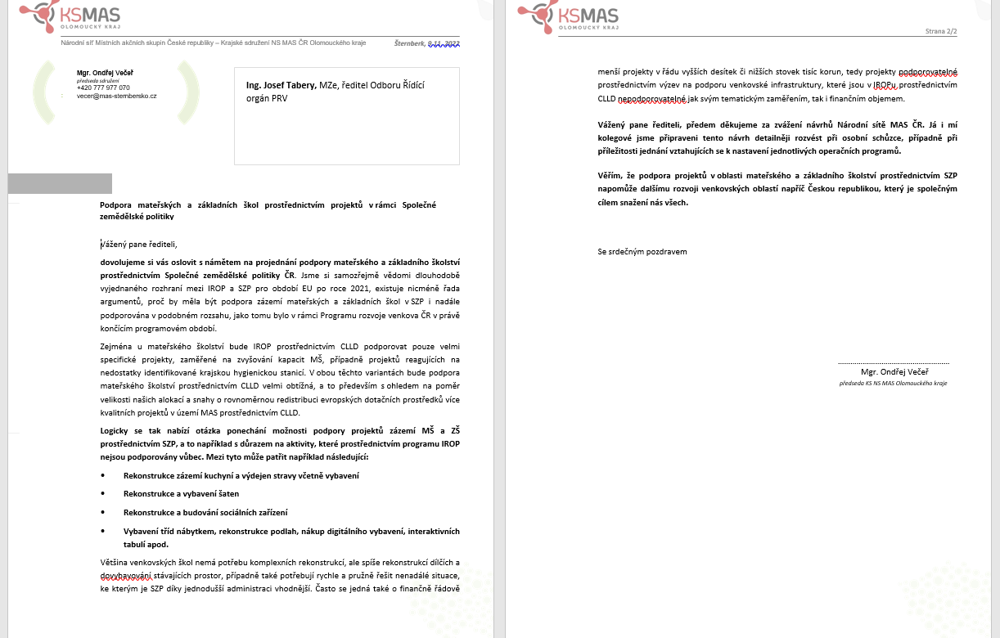 KSMAS
OLOMOUCKÝ KRAJ
Národní síť Místních akčních skupin České republiky – Krajské sdružení NS MAS ČR Olomouckého kraje
Šternberk, 9.11. 2022
Mgr. Ondřej Večeř
předseda sdružení
+420 777 977 070
vecer@mas-sternbersko.cz
:
Ing. Josef Tabery, MZe, ředitel Odboru Řídící
orgán PRV
Podpora mateřských a základních škol prostřednictvím projektů v rámci Společné
zemědělské politiky
Vážený pane řediteli,
dovolujeme si vás oslovit s námětem na projednání podpory mateřského a základního školství
prostřednictvím Společné zemědělské politiky ČR. Jsme si samozřejmě vědomi dlouhodobě
vyjednaného rozhraní mezi IROP a SZP pro období EU po roce 2021, existuje nicméně řada
argumentů, proč by měla být podpora zázemí mateřských a základních škol v SZP i nadále
podporována v podobném rozsahu, jako tomu bylo v rámci Programu rozvoje venkova ČR v právě
končícím programovém období.
Zejména u mateřského školství bude IROP prostřednictvím CLLD podporovat pouze velmi
specifické projekty, zaměřené na zvyšování kapacit MŠ, případně projektů reagujících na
nedostatky identifikované krajskou hygienickou stanicí. V obou těchto variantách bude podpora
mateřského školství prostřednictvím CLLD velmi obtížná, a to především s ohledem na poměr
velikosti našich alokací a snahy o rovnoměrnou redistribuci evropských dotačních prostředků více
kvalitních projektů v území MAS prostřednictvím CLLD.
Logicky se tak nabízí otázka ponechání možnosti podpory projektů zázemí MŠ a ZŠ
prostřednictvím SZP, a to například s důrazem na aktivity, které prostřednictvím programu IROP
nejsou podporovány vůbec. Mezi tyto může patřit například následující:
• Rekonstrukce zázemí kuchyní a výdejen stravy včetně vybavení
• Rekonstrukce a vybavení šaten
• Rekonstrukce a budování sociálních zařízení
• Vybavení tříd nábytkem, rekonstrukce podlah, nákup digitálního vybavení, interaktivních
tabulí apod.
Většina venkovských škol nemá potřebu komplexních rekonstrukcí, ale spíše rekonstrukcí dílčích a
dovybavování stávajících prostor, případně také potřebují rychle a pružně řešit nenadálé situace,
ke kterým je SZP díky jednodušší administraci vhodnější. Často se jedná také o finančně řádově
KSMAS
OLOMOUCKÝ KRAJ
Strana 2/2
menší projekty v řádu vyšších desítek či nižších stovek tisíc korun, tedy projekty podporovatelné
prostřednictvím výzev na podporu venkovské infrastruktury, které jsou v IROPu prostřednictvím
CLLD nepodporovatelné jak svým tematickým zaměřením, tak i finančním objemem.
Vážený pane řediteli, předem děkujeme za zvážení návrhů Národní sítě MAS ČR. Já i mí
kolegové jsme připraveni tento návrh detailněji rozvést při osobní schůzce, případně při
příležitosti jednání vztahujících se k nastavení jednotlivých operačních programů.
Věřím, že podpora projektů v oblasti mateřského a základního školství prostřednictvím SZP
napomůže dalšímu rozvoji venkovských oblastí napříč Českou republikou, který je společným
cílem snažení nás všech.
Se srdečným pozdravem
Mgr. Ondřej Večeř
předseda KS NS MAS Olomouckého kraje